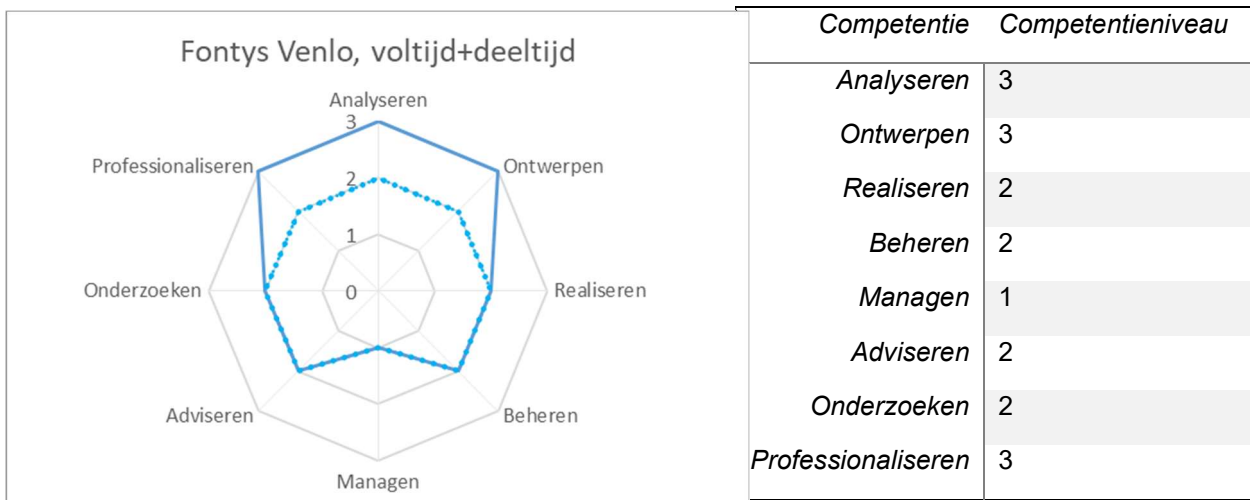 Fontys Venlo, voltijd+deeltijd
Analyseren
3
Professionaliseren
Ontwerpen
2
1
Onderzoeken
0
Realiseren
Adviseren
Beheren
Managen
Competentie Competentieniveau
Analyseren 3
Ontwerpen 3
Realiseren 2
Beheren 2
Managen 1
Adviseren 2
Onderzoeken 2
Professionaliseren 3